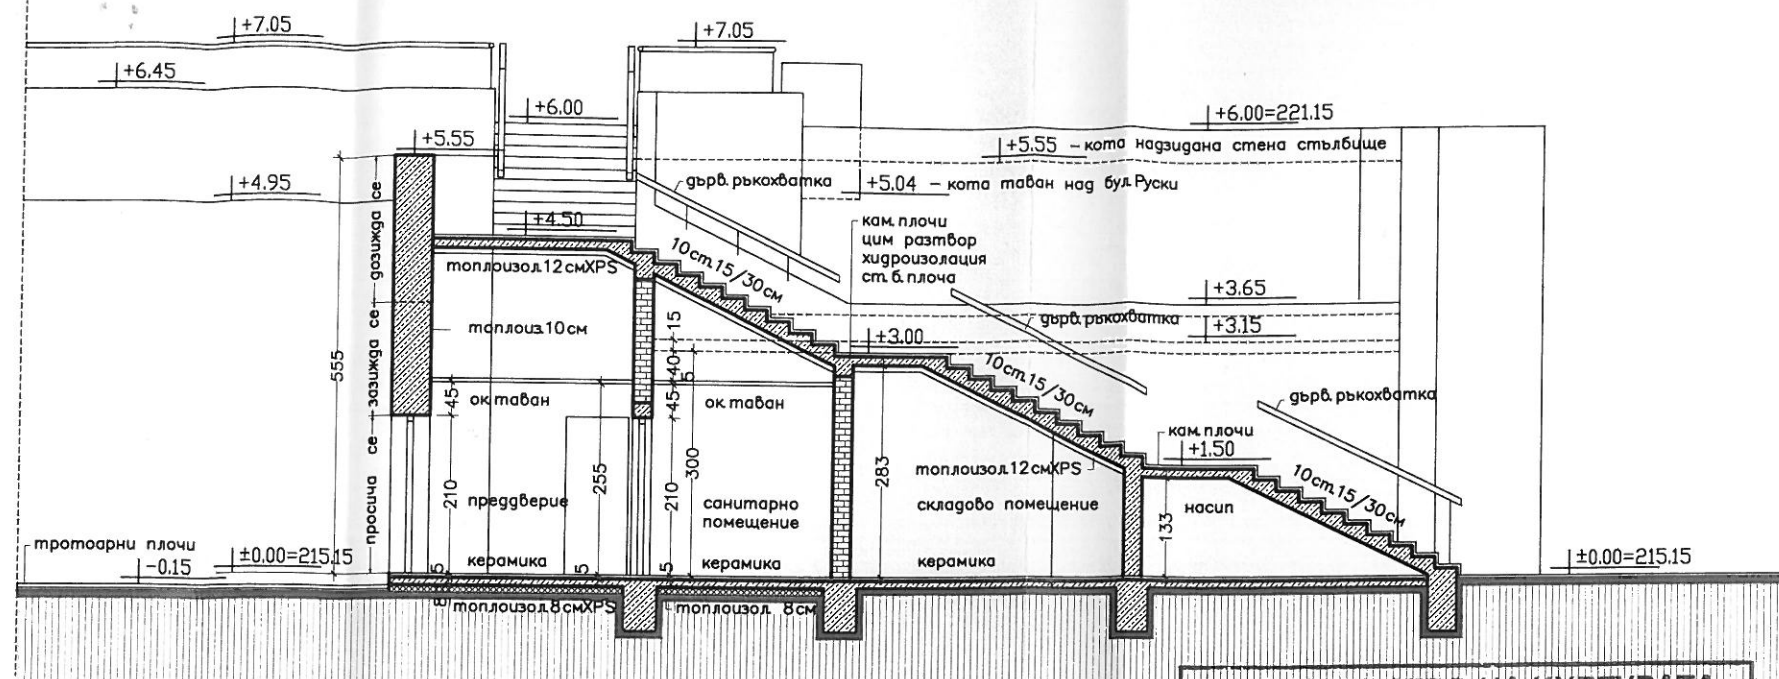 +7.05
+7.05
+6.45
+6.00
+6.00=221.15
+5.55
+5.55 - кота надзидана стена стълбище
+4.95
дърв. ръкохватка
+5.04 - кота таван над бул. Руски
+4.50
кам. плочи
цим разтвор
хидроизолация
ст. б. плоча
10ст. 15/30см
топлоизол. 12смXPS
+3.65
дърв. ръкохватка
+3.15
+3.00
топлоиз. 10см
15
40
5
555
дозижда се
зазижда се
просича се
45
ок. таван
45
ок. таван
10ст. 15/30см
дърв. ръкохватка
кам. плочи
+1.50
210
преддверие
255
210
300
санитарно
помещение
283
топлоизол. 12смXPS
складово помещение
133
насип
10ст. 15/30см
тротоарни плочи
-0.15
±0.00=215.15
5
керамика
5
5
керамика
керамика
±0.00=215.15
8
топлоизол. 8смXPS
топлоизол. 8см